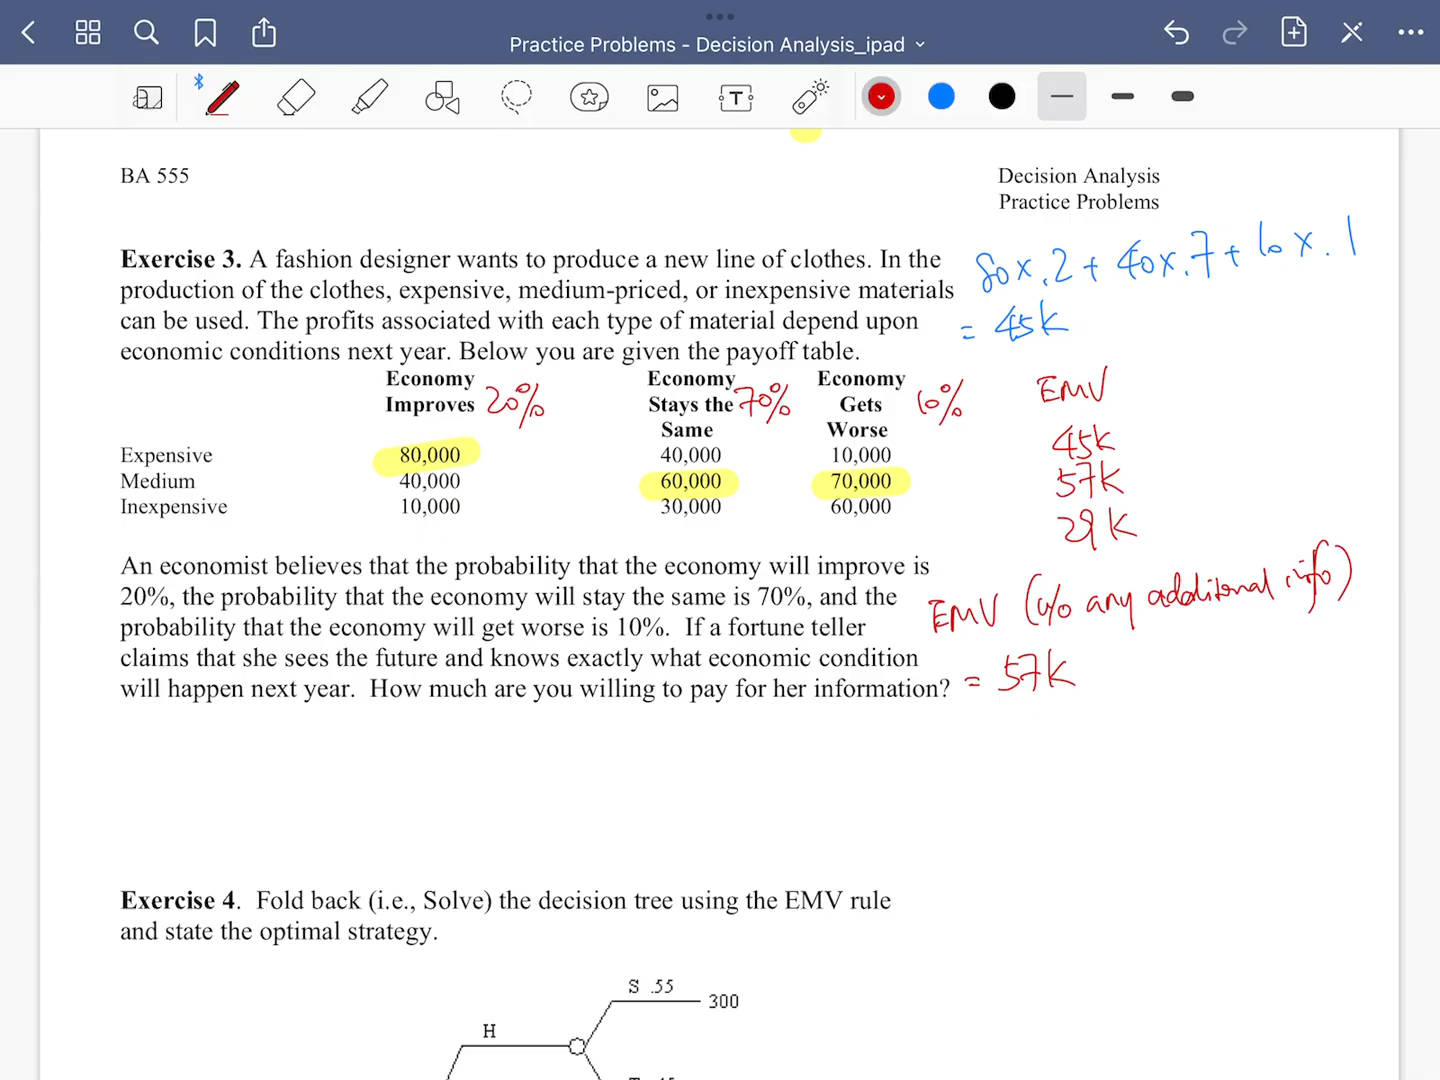 Practice Problems - Decision Analysis_ipad
BA 555
Decision Analysis
Practice Problems
Exercise 3. A fashion designer wants to produce a new line of clothes. In the
production of the clothes, expensive, medium-priced, or inexpensive materials
can be used. The profits associated with each type of material depend upon
economic conditions next year. Below you are given the payoff table.
80x.2 + 40x.7 + 10x.1
= 45K
Economy Improves 20%
Economy Stays the Same 70%
Economy Gets Worse 10%
EMV
Expensive 80,000 40,000 10,000 45K
Medium 40,000 60,000 70,000 57K
Inexpensive 10,000 30,000 60,000 29K
An economist believes that the probability that the economy will improve is
20%, the probability that the economy will stay the same is 70%, and the
probability that the economy will get worse is 10%. If a fortune teller
claims that she sees the future and knows exactly what economic condition
will happen next year. How much are you willing to pay for her information?
EMV (w/o any additional info)
= 57K
Exercise 4. Fold back (i.e., Solve) the decision tree using the EMV rule
and state the optimal strategy.
S .55
300
H